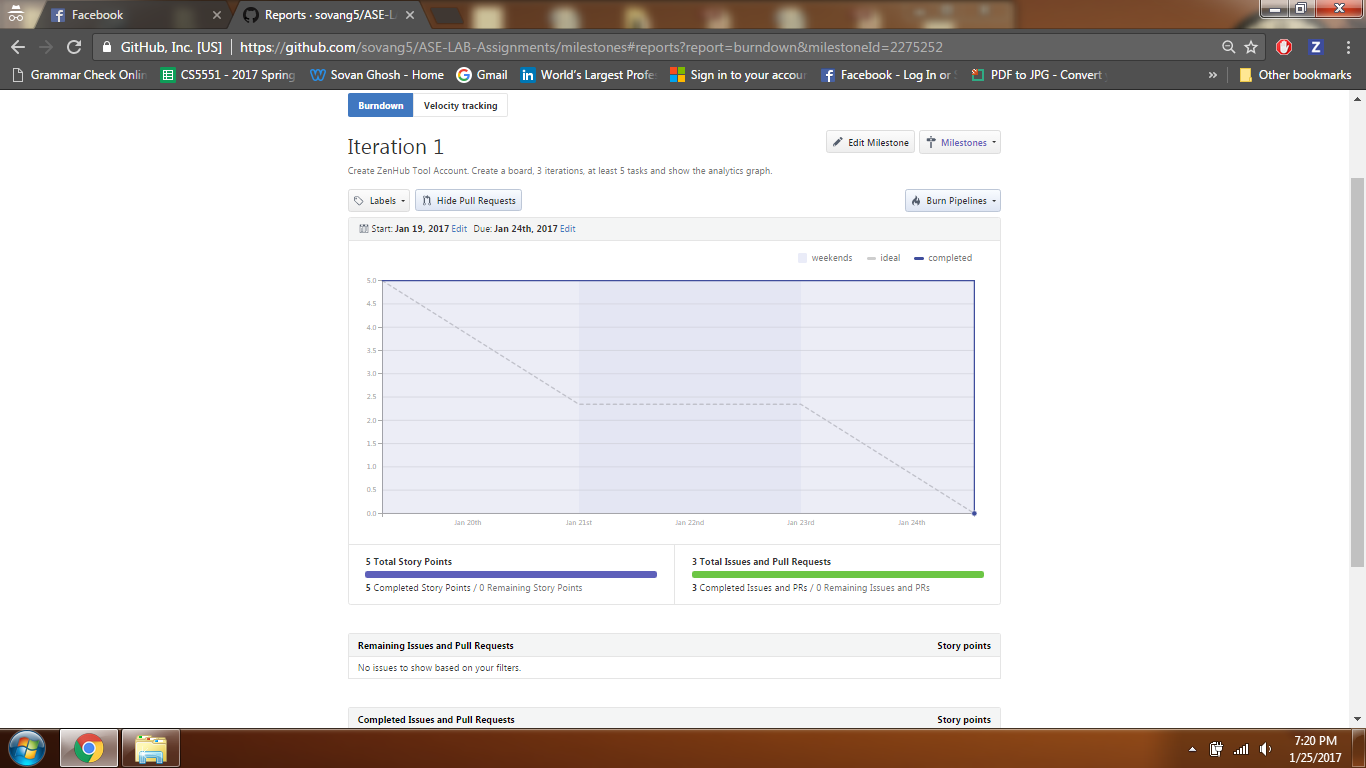 Facebook
Reports · sovang5/ASE-LA
GitHub, Inc. [US]
https://github.com/sovang5/ASE-LAB-Assignments/milestones#reports?report=burndown&milestoneId=2275252
Grammar Check Onlin
CS5551 - 2017 Spring
Sovan Ghosh - Home
Gmail
World's Largest Profe
Sign in to your accou
Facebook - Log In or S
PDF to JPG - Convert
»
Other bookmarks
Burndown
Velocity tracking
Iteration 1
Edit Milestone
Milestones
Create ZenHub Tool Account. Create a board, 3 iterations, at least 5 tasks and show the analytics graph.
Labels
Hide Pull Requests
Burn Pipelines
Start: Jan 19, 2017 Edit Due: Jan 24th, 2017 Edit
weekends
ideal
completed
5.0
4.5
4.0
3.5
3.0
2.5
2.0
1.5
1.0
0.5
0.0
Jan 20th
Jan 21st
Jan 22nd
Jan 23rd
Jan 24th
5 Total Story Points
5 Completed Story Points / 0 Remaining Story Points
3 Total Issues and Pull Requests
3 Completed Issues and PRs / 0 Remaining Issues and PRs
Remaining Issues and Pull Requests
Story points
No issues to show based on your filters.
Completed Issues and Pull Requests
Story points
7:20 PM
1/25/2017